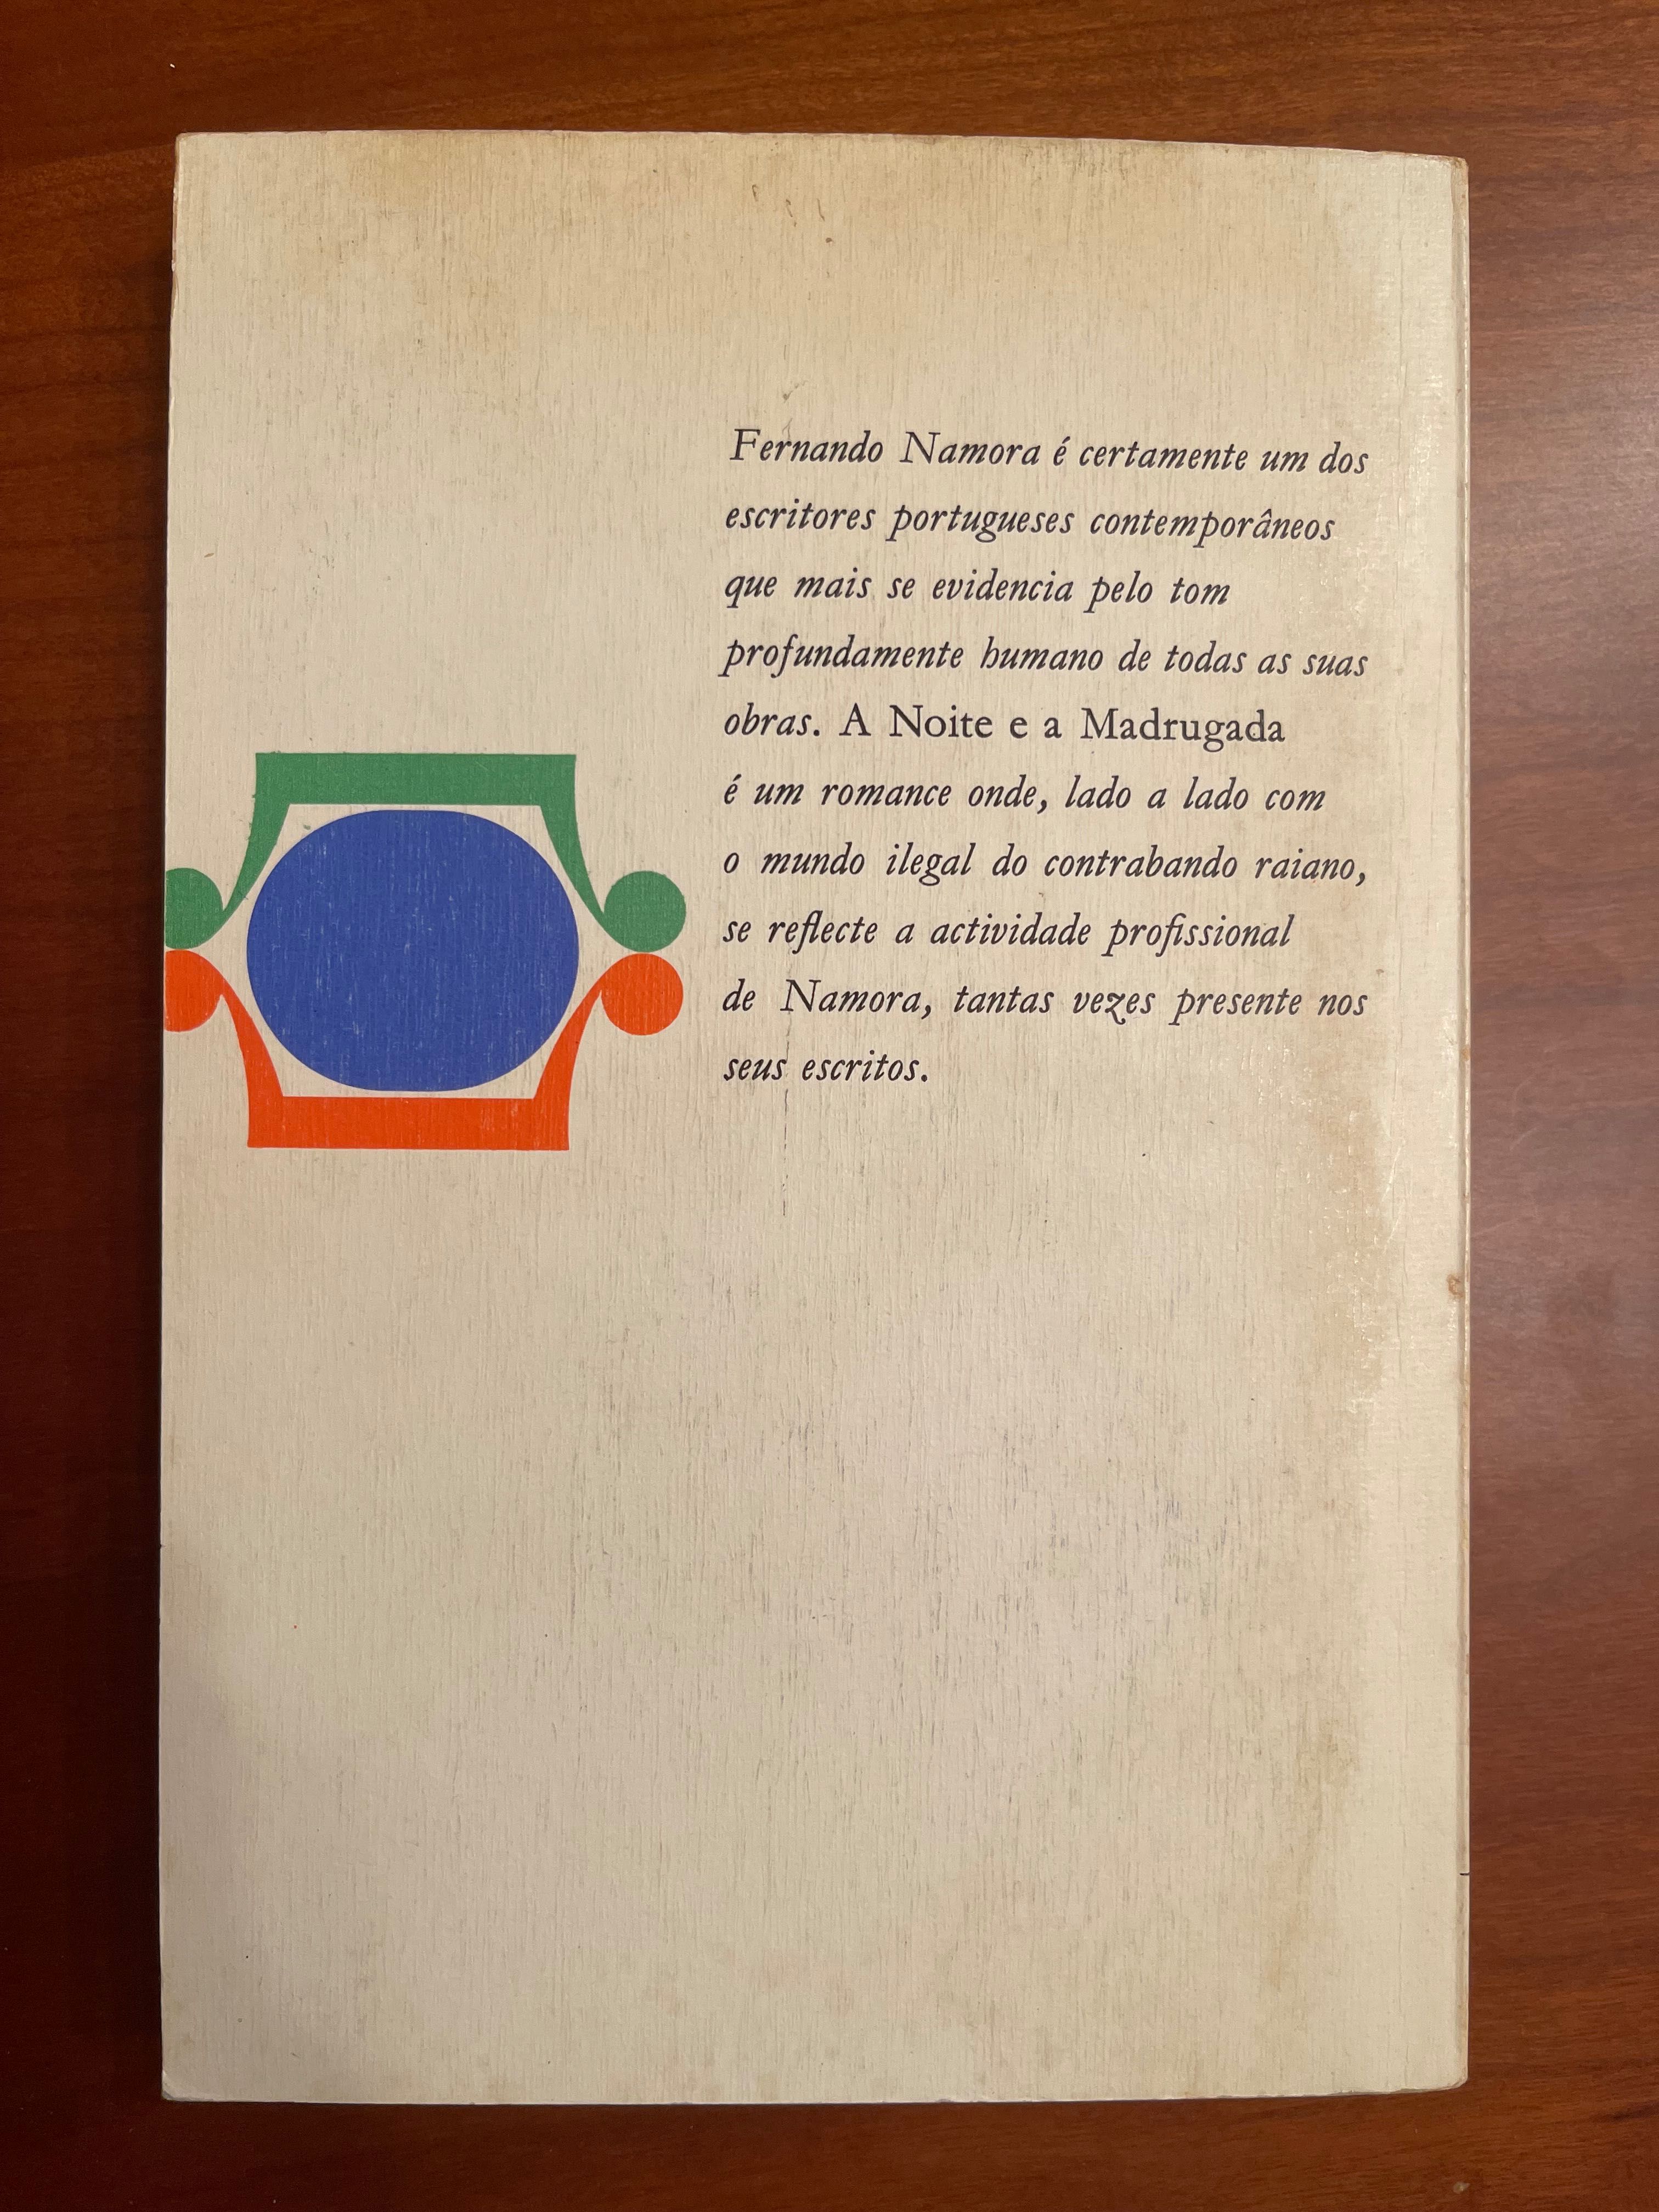 Fernando Namora é certamente um dos
escritores portugueses contemporâneos
que mais se evidencia pelo tom
profundamente humano de todas as suas
obras. A Noite e a Madrugada
é um romance onde, lado a lado com
o mundo ilegal do contrabando raiano,
se reflecte a actividade profissional
de Namora, tantas vezes presente nos
seus escritos.